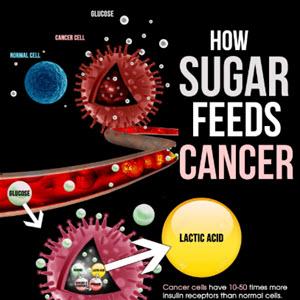 GLUCOSE
CANCER CELL
NORMAL CELL
HOW
SUGAR
FEEDS
CANCER
GLUCOSE
LACTIC ACID
Cancer cells have 10-50 times more
insulin receptors than normal cells.